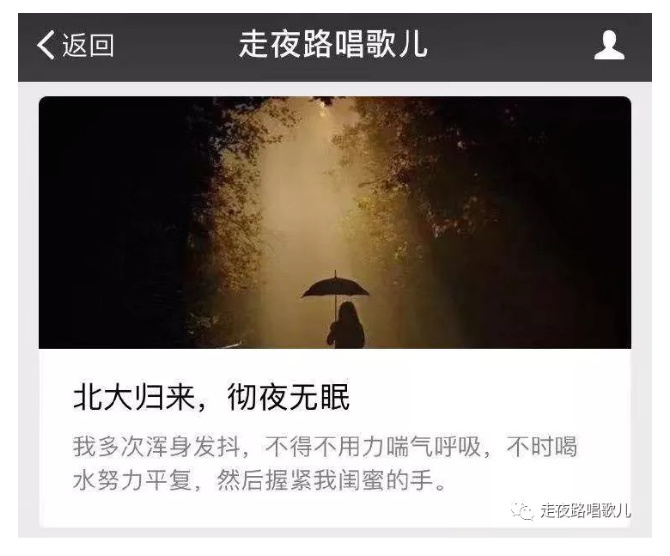 返回
走夜路唱歌儿
北大归来，彻夜无眠
我多次浑身发抖，不得不用力喘气呼吸，不时喝
水努力平复，然后握紧我闺蜜的手。
走夜路唱歌儿